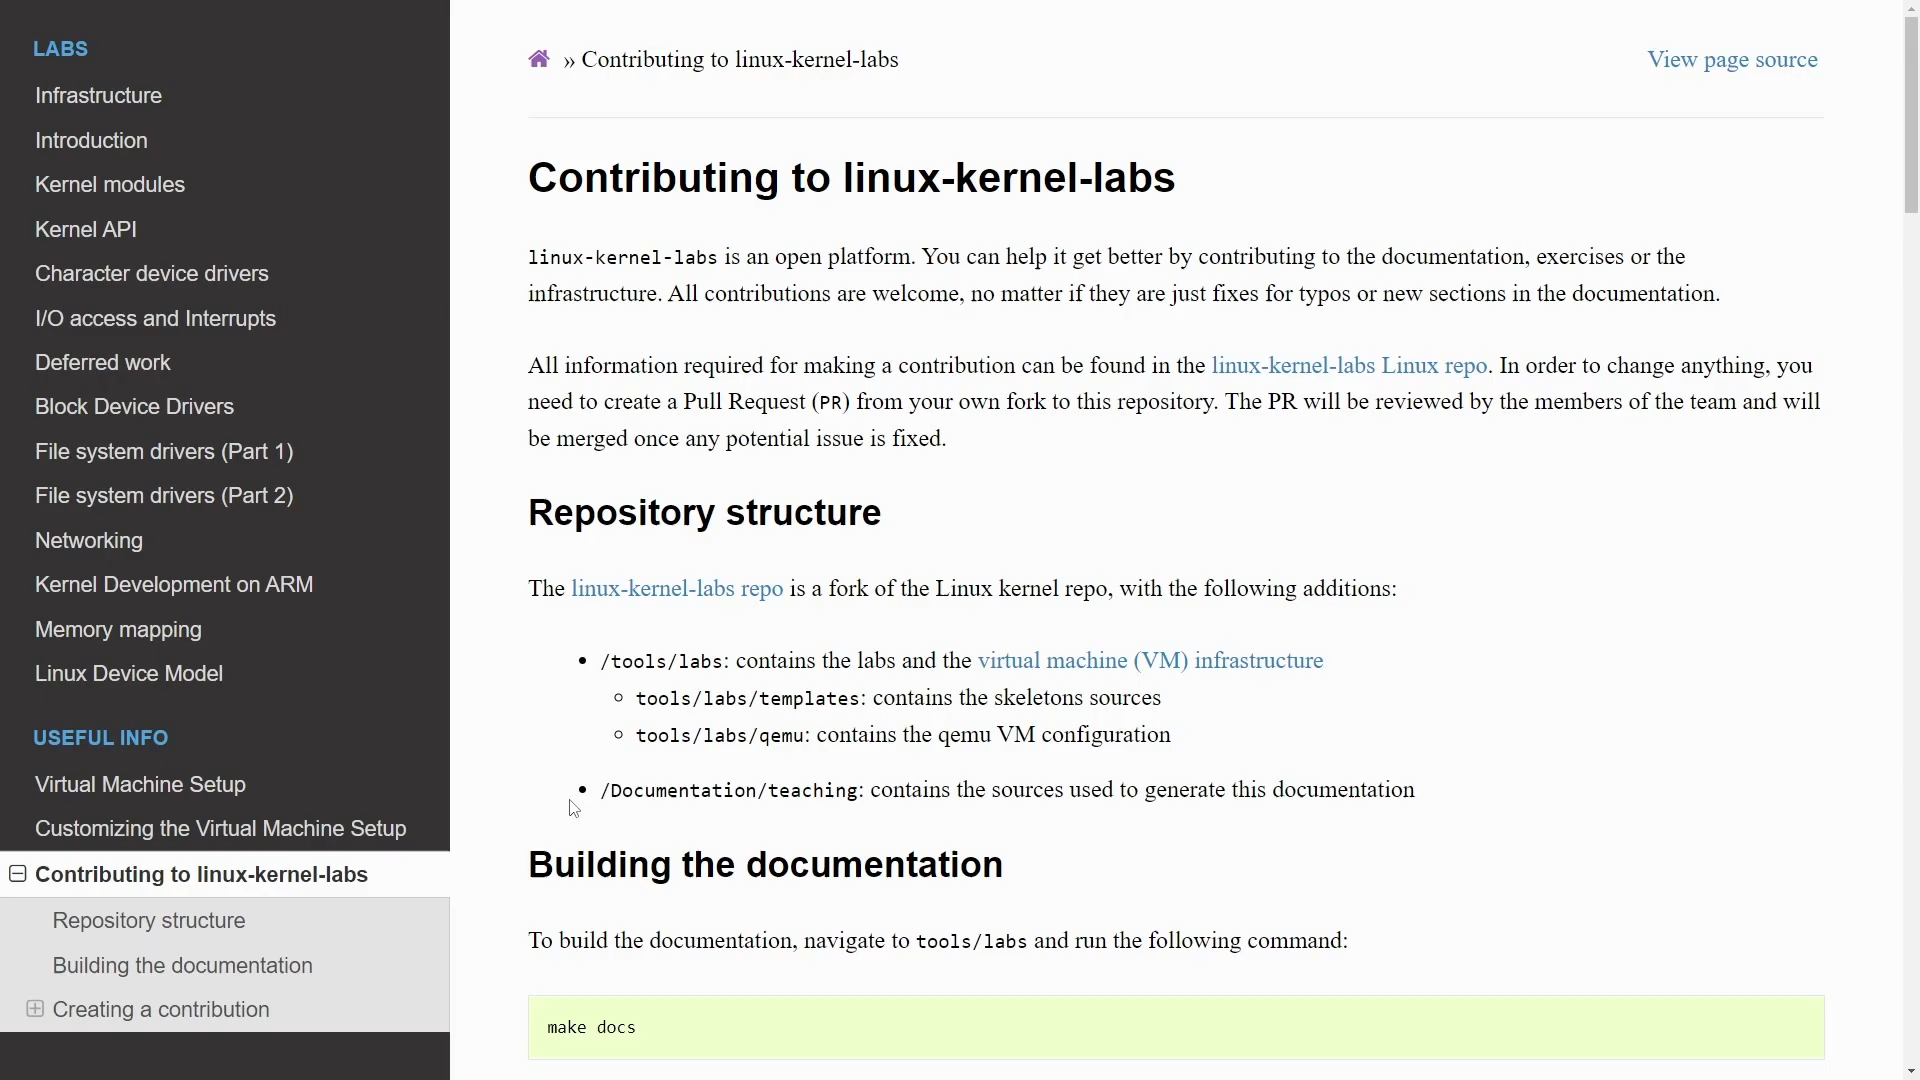 LABS
Infrastructure
Introduction
Kernel modules
Kernel API
Character device drivers
I/O access and Interrupts
Deferred work
Block Device Drivers
File system drivers (Part 1)
File system drivers (Part 2)
Networking
Kernel Development on ARM
Memory mapping
Linux Device Model
USEFUL INFO
Virtual Machine Setup
Customizing the Virtual Machine Setup
Contributing to linux-kernel-labs
Repository structure
Building the documentation
Creating a contribution
» Contributing to linux-kernel-labs
View page source
Contributing to linux-kernel-labs
linux-kernel-labs is an open platform. You can help it get better by contributing to the documentation, exercises or the
infrastructure. All contributions are welcome, no matter if they are just fixes for typos or new sections in the documentation.
All information required for making a contribution can be found in the linux-kernel-labs Linux repo. In order to change anything, you
need to create a Pull Request (PR) from your own fork to this repository. The PR will be reviewed by the members of the team and will
be merged once any potential issue is fixed.
Repository structure
The linux-kernel-labs repo is a fork of the Linux kernel repo, with the following additions:
• /tools/labs: contains the labs and the virtual machine (VM) infrastructure
◦ tools/labs/templates: contains the skeletons sources
◦ tools/labs/qemu: contains the qemu VM configuration
• /Documentation/teaching: contains the sources used to generate this documentation
Building the documentation
To build the documentation, navigate to tools/labs and run the following command:
make docs